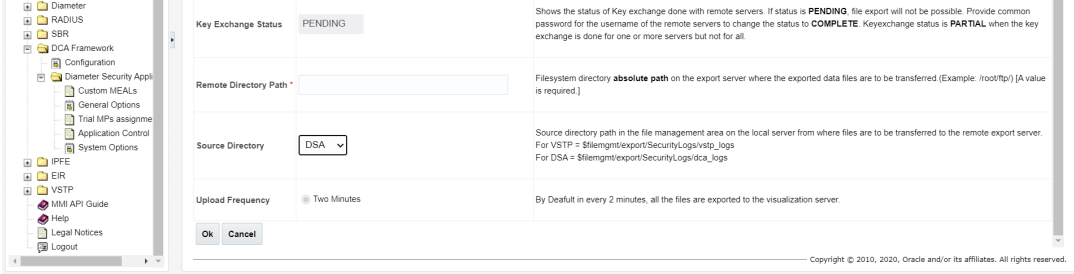 Diameter
RADIUS
SBR
DCA Framework
Configuration
Diameter Security Appli
Custom MEALs
General Options
Trial MPs assignme
Application Control
System Options
IPFE
EIR
VSTP
MMI API Guide
Help
Legal Notices
Logout
Key Exchange Status
PENDING
Shows the status of Key exchange done with remote servers. If status is PENDING, file export will not be possible. Provide common
password for the username of the remote servers to change the status to COMPLETE. Keyexchange status is PARTIAL when the key
exchange is done for one or more servers but not for all.
Remote Directory Path *
Filesystem directory absolute path on the export server where the exported data files are to be transferred.(Example: /root/ftp/) [A value
is required.]
Source Directory
DSA
Source directory path in the file management area on the local server from where files are to be transferred to the remote export server.
For VSTP = $filemgmt/export/SecurityLogs/vstp_logs
For DSA = $filemgmt/export/SecurityLogs/dca_logs
Upload Frequency
Two Minutes
By Deafult in every 2 minutes, all the files are exported to the visualization server.
Ok Cancel
Copyright © 2010, 2020, Oracle and/or its affiliates. All rights reserved.